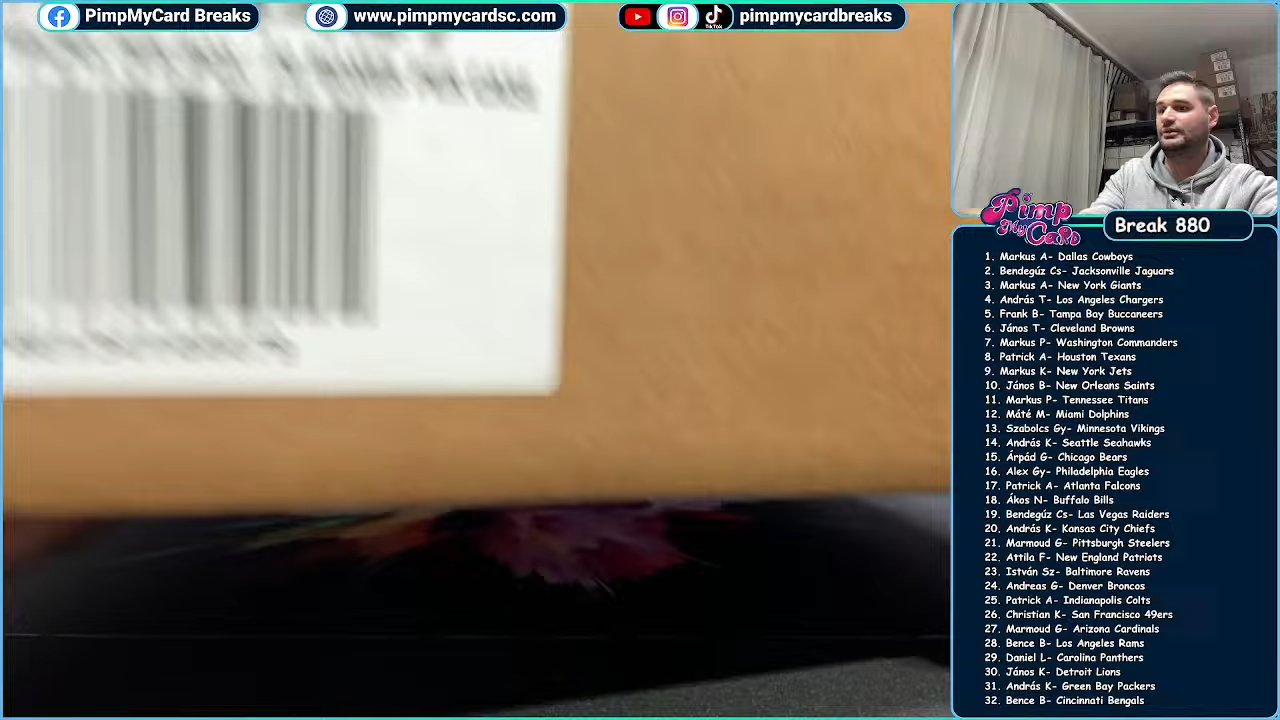 PimpMyCard Breaks
www.pimpmycardsc.com
TikTok
pimpmycardbreaks
Pimp
My Card
Break 880
1. Markus A- Dallas Cowboys
2. Bendegúz Cs- Jacksonville Jaguars
3. Markus A- New York Giants
4. András T- Los Angeles Chargers
5. Frank B- Tampa Bay Buccaneers
6. János T- Cleveland Browns
7. Markus P- Washington Commanders
8. Patrick A- Houston Texans
9. Markus K- New York Jets
10. János B- New Orleans Saints
11. Markus P- Tennessee Titans
12. Máté M- Miami Dolphins
13. Szabolcs Gy- Minnesota Vikings
14. András K- Seattle Seahawks
15. Árpád G- Chicago Bears
16. Alex Gy- Philadelphia Eagles
17. Patrick A- Atlanta Falcons
18. Ákos N- Buffalo Bills
19. Bendegúz Cs- Las Vegas Raiders
20. András K- Kansas City Chiefs
21. Marmoud G- Pittsburgh Steelers
22. Attila F- New England Patriots
23. István Sz- Baltimore Ravens
24. Andreas G- Denver Broncos
25. Patrick A- Indianapolis Colts
26. Christian K- San Francisco 49ers
27. Marmoud G- Arizona Cardinals
28. Bence B- Los Angeles Rams
29. Daniel L- Carolina Panthers
30. János K- Detroit Lions
31. András K- Green Bay Packers
32. Bence B- Cincinnati Bengals